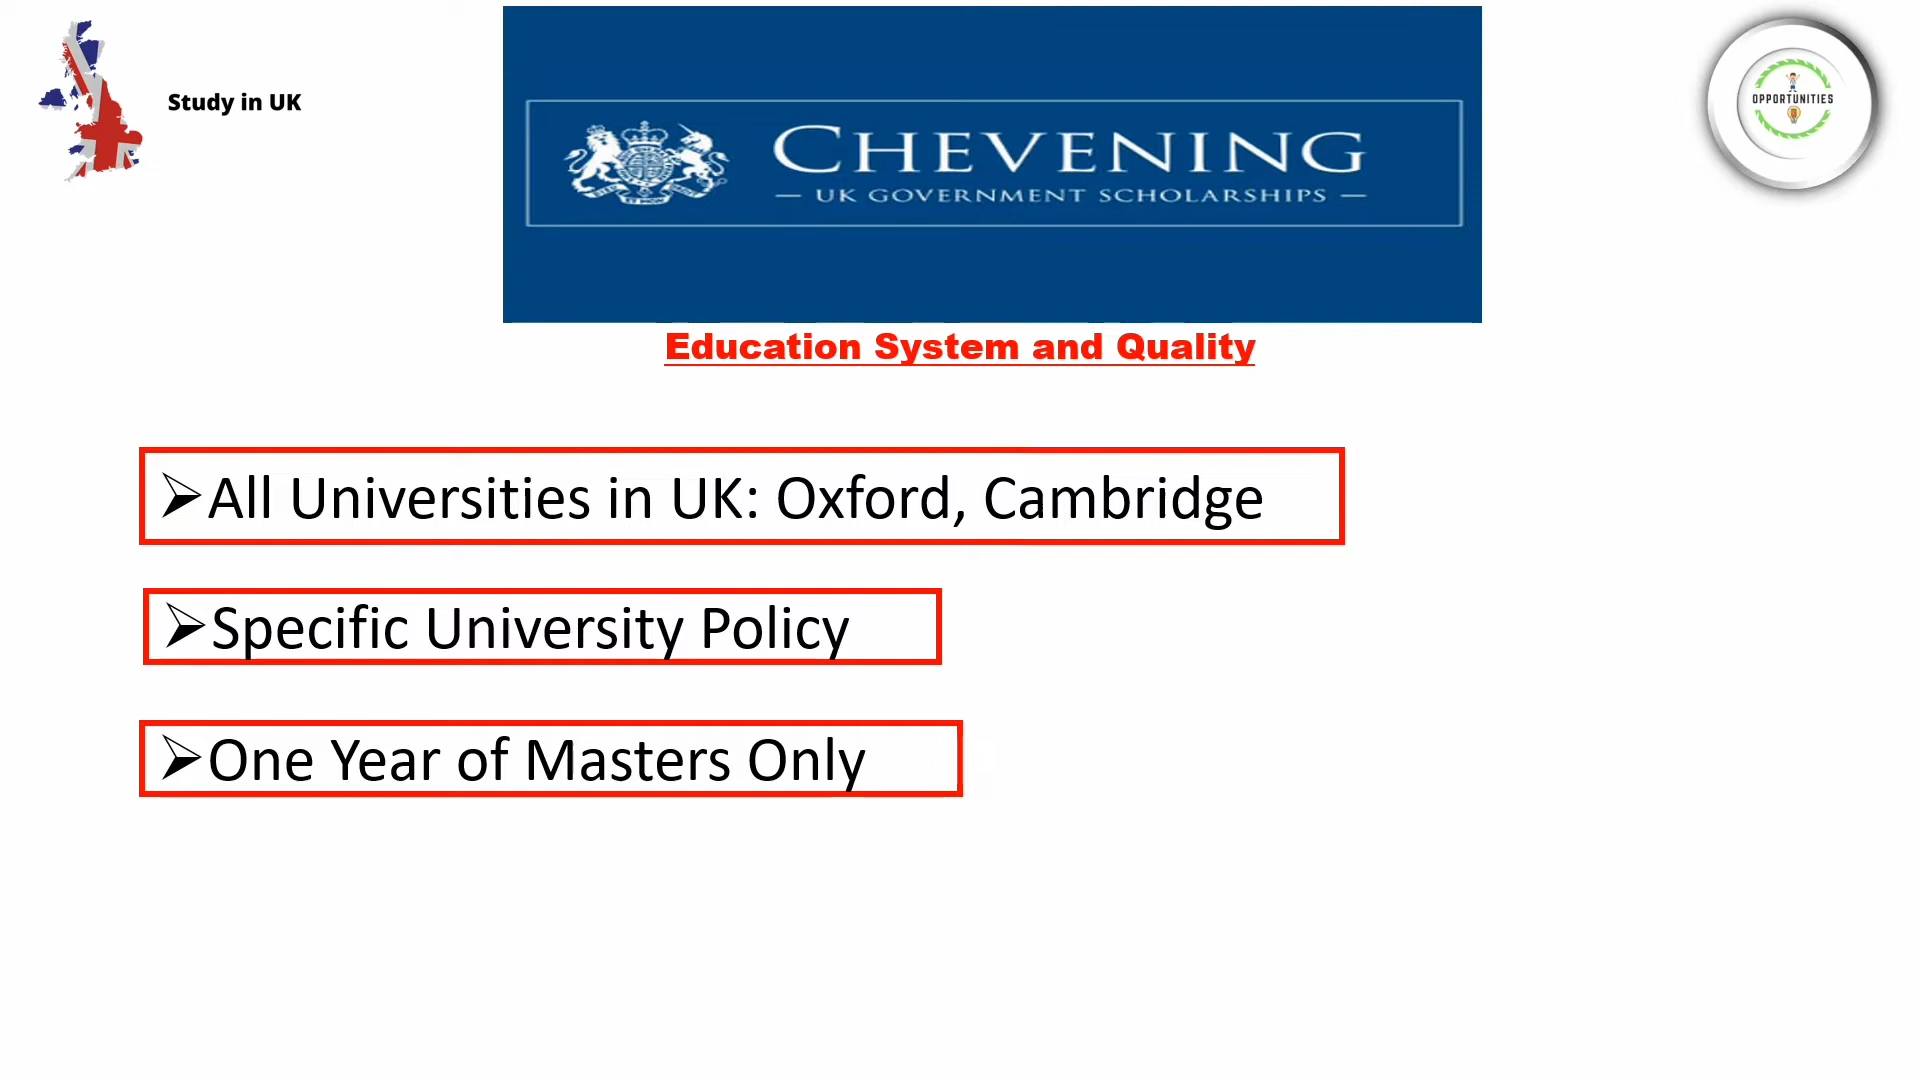 Study in UK
CHEVENING
— UK GOVERNMENT SCHOLARSHIPS —
OPPORTUNITIES
Education System and Quality
➢All Universities in UK: Oxford, Cambridge
➢Specific University Policy
➢One Year of Masters Only